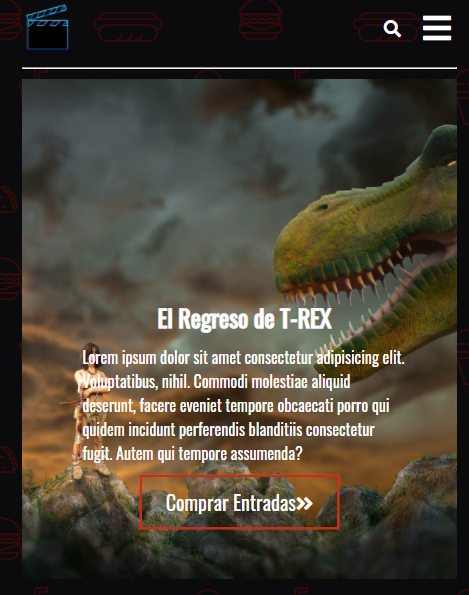 El Regreso de T-REX
Lorem ipsum dolor sit amet consectetur adipisicing elit.
Voluptatibus, nihil. Commodi molestiae aliquid
deserunt, facere eveniet tempore obcaecati porro qui
quidem incidunt perferendis blanditiis consectetur
fugit. Autem qui tempore assumenda?
Comprar Entradas